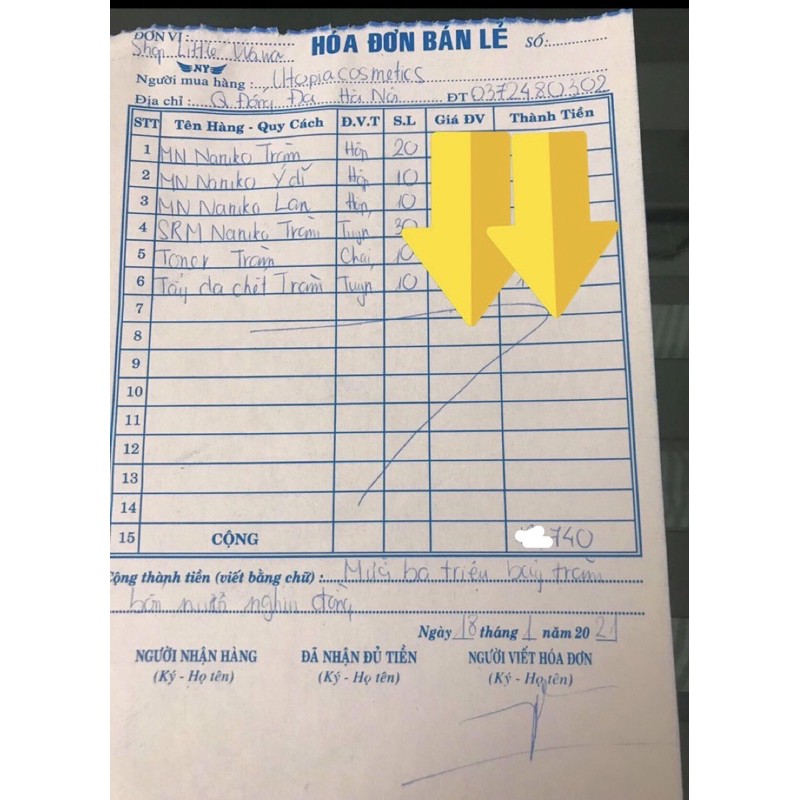 ĐƠN VỊ: Shop Little Wawa HÓA ĐƠN BÁN LẺ SỐ:
NY
Người mua hàng : Utopiacosmetics
Địa chỉ : Q Đống Đa Hà Nội ĐT 0372480302
STT Tên Hàng - Quy Cách Đ.V.T S.L Giá ĐV Thành Tiền
1 MN Naniko Tràm Hộp 20
2 MN Naniko Ý dĩ Hộp 10
3 MN Naniko Lan Hộp 10
4 SRM Naniko Tràm Tuýp 30
5 Toner Tràm Chai 10
6 Tẩy da chết Tràm Tuýp 10
7
8
9
10
11
12
13
14
15 CỘNG 740
Cộng thành tiền (viết bằng chữ) : Mười ba triệu bảy trăm
bốn mươi nghìn đồng
Ngày 18 tháng 1 năm 2021
NGƯỜI NHẬN HÀNG ĐÃ NHẬN ĐỦ TIỀN NGƯỜI VIẾT HÓA ĐƠN
(Ký - Họ tên) (Ký - Họ tên) (Ký - Họ tên)